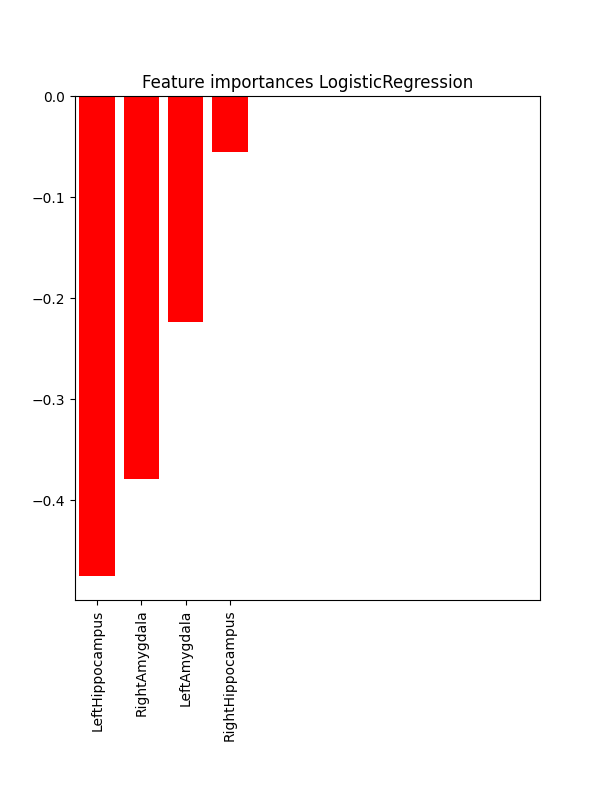 Feature importances LogisticRegression
0.0
−0.1
−0.2
−0.3
−0.4
LeftHippocampus
RightAmygdala
LeftAmygdala
RightHippocampus